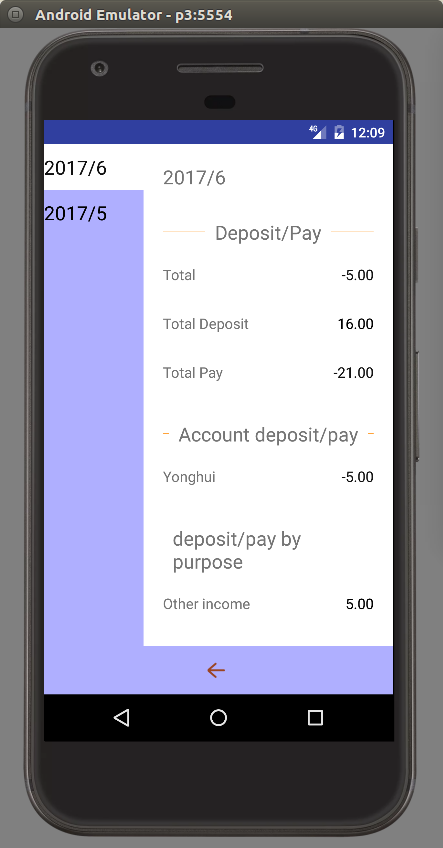 Android Emulator - p3:5554
4G 12:09
2017/6
2017/5
2017/6
Deposit/Pay
Total -5.00
Total Deposit 16.00
Total Pay -21.00
Account deposit/pay
Yonghui -5.00
deposit/pay by
purpose
Other income 5.00